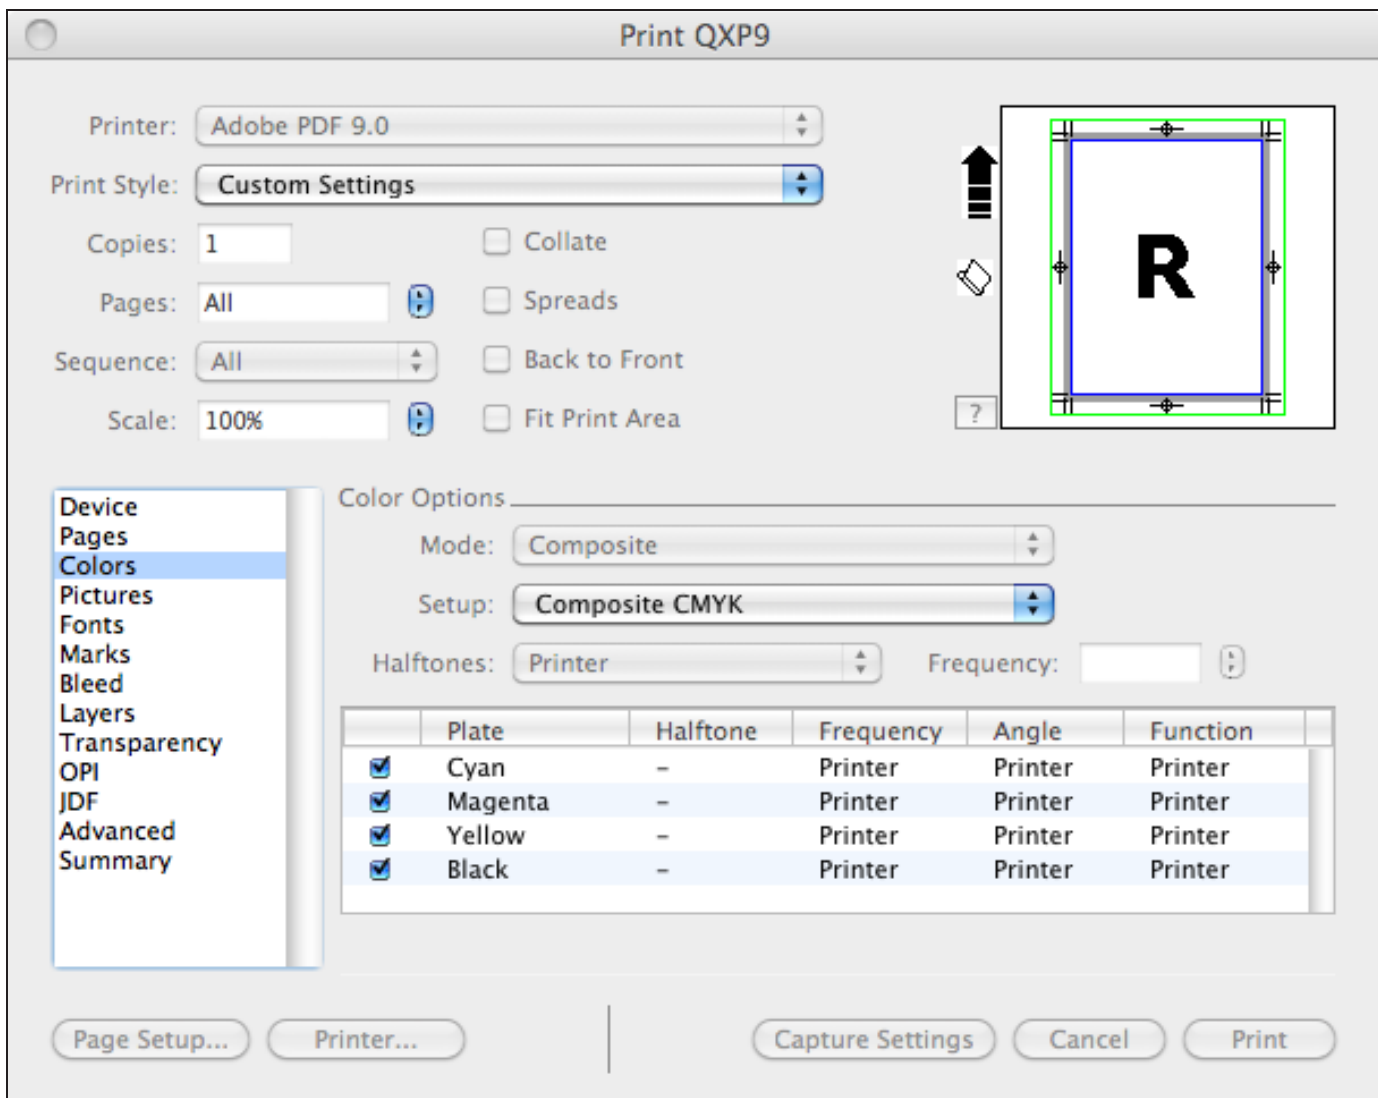 Print QXP9
Printer: Adobe PDF 9.0
Print Style: Custom Settings
Copies: 1 Collate
Pages: All Spreads
Sequence: All Back to Front
Scale: 100% Fit Print Area
R
?
Device
Pages
Colors
Pictures
Fonts
Marks
Bleed
Layers
Transparency
OPI
JDF
Advanced
Summary
Color Options
Mode: Composite
Setup: Composite CMYK
Halftones: Printer Frequency:
Plate Halftone Frequency Angle Function
Cyan – Printer Printer Printer
Magenta – Printer Printer Printer
Yellow – Printer Printer Printer
Black – Printer Printer Printer
Page Setup... Printer... Capture Settings Cancel Print